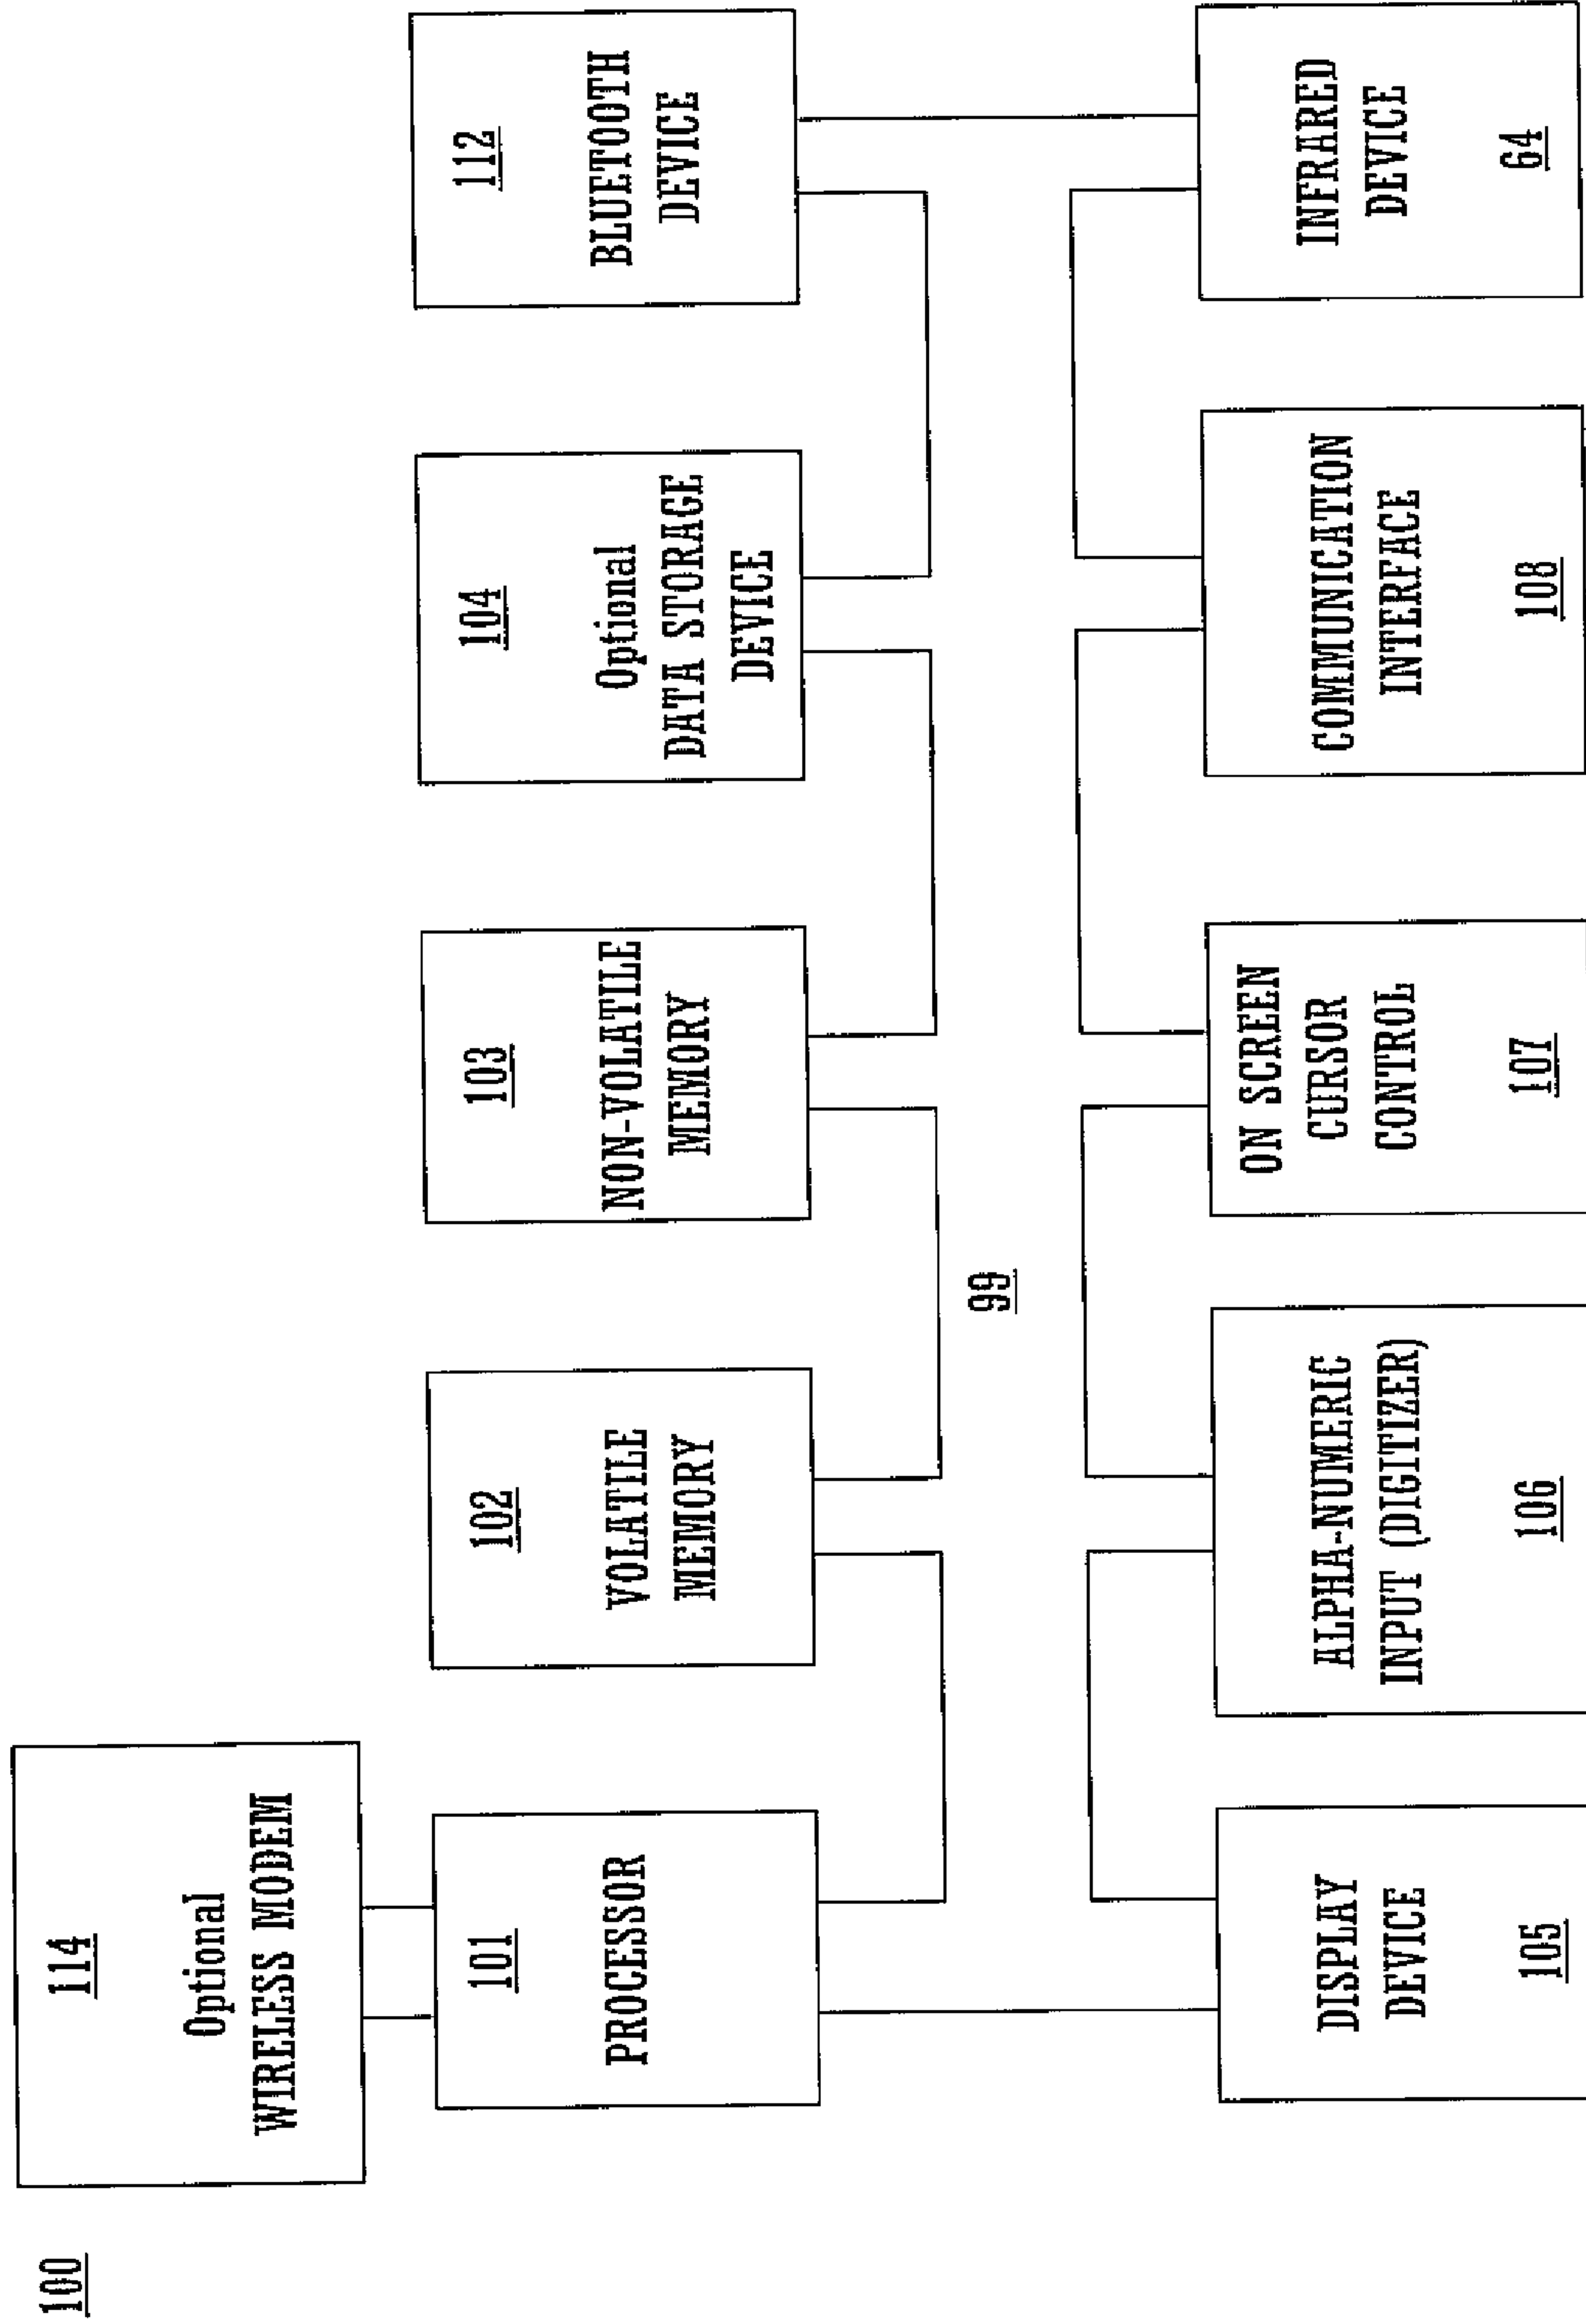 100
114
Optional
WIRELESS MODEM
101
PROCESSOR
102
VOLATILE
MEMORY
103
NON-VOLATILE
MEMORY
104
Optional
DATA STORAGE
DEVICE
112
BLUETOOTH
DEVICE
99
DISPLAY
DEVICE
105
ALPHA-NUMERIC
INPUT (DIGITIZER)
106
ON SCREEN
CURSOR
CONTROL
107
COMMUNICATION
INTERFACE
108
INFRARED
DEVICE
64